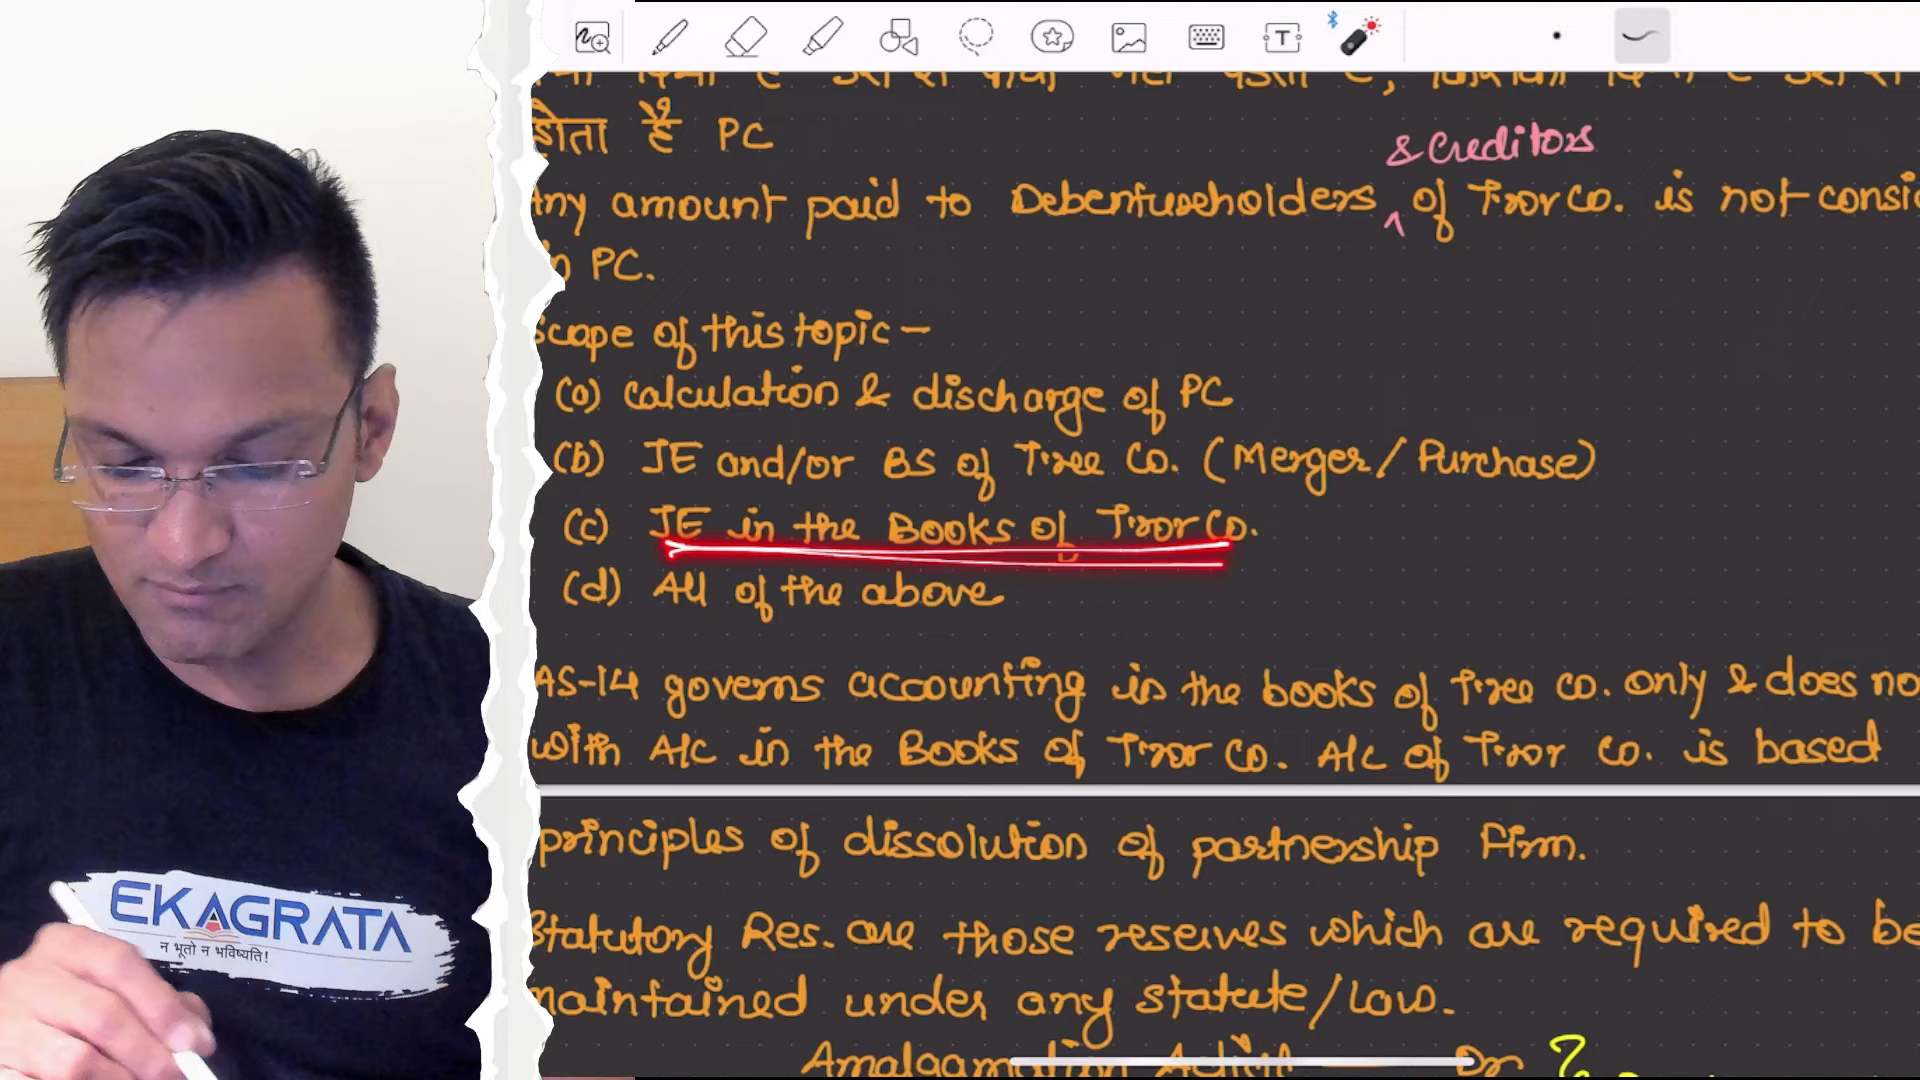 होता है PC
& Creditors
Any amount paid to Debentureholders ^ of Tror Co. is not
in PC.
Scope of this topic –
(a) Calculation & discharge of PC
(b) JE and/or BS of Tree Co. (Merger/Purchase)
(c) JE in the Books of Tror Co.
(d) All of the above
AS-14 governs accounting in the books of Tree Co. only & does
with A/c in the Books of Tror Co. A/c of Tror Co. is based
principles of dissolution of partnership firm.
Statutory Res. are those reserves which are required to be
maintained under any statute/Law.
Dr
EKAGRATA
न भूतो न भविष्यति!